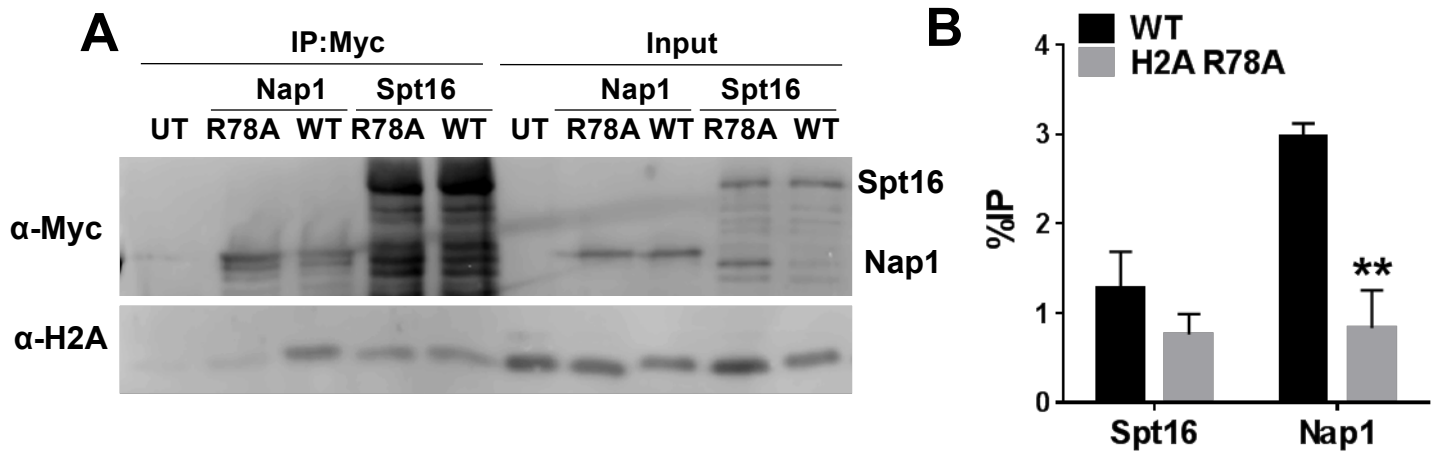 A
IP:Myc Input
Nap1 Spt16 Nap1 Spt16
UT R78A WT R78A WT UT R78A WT R78A WT
α-Myc
Spt16
Nap1
α-H2A
B
WT
H2A R78A
%IP
4
3
2
1
0
**
Spt16 Nap1